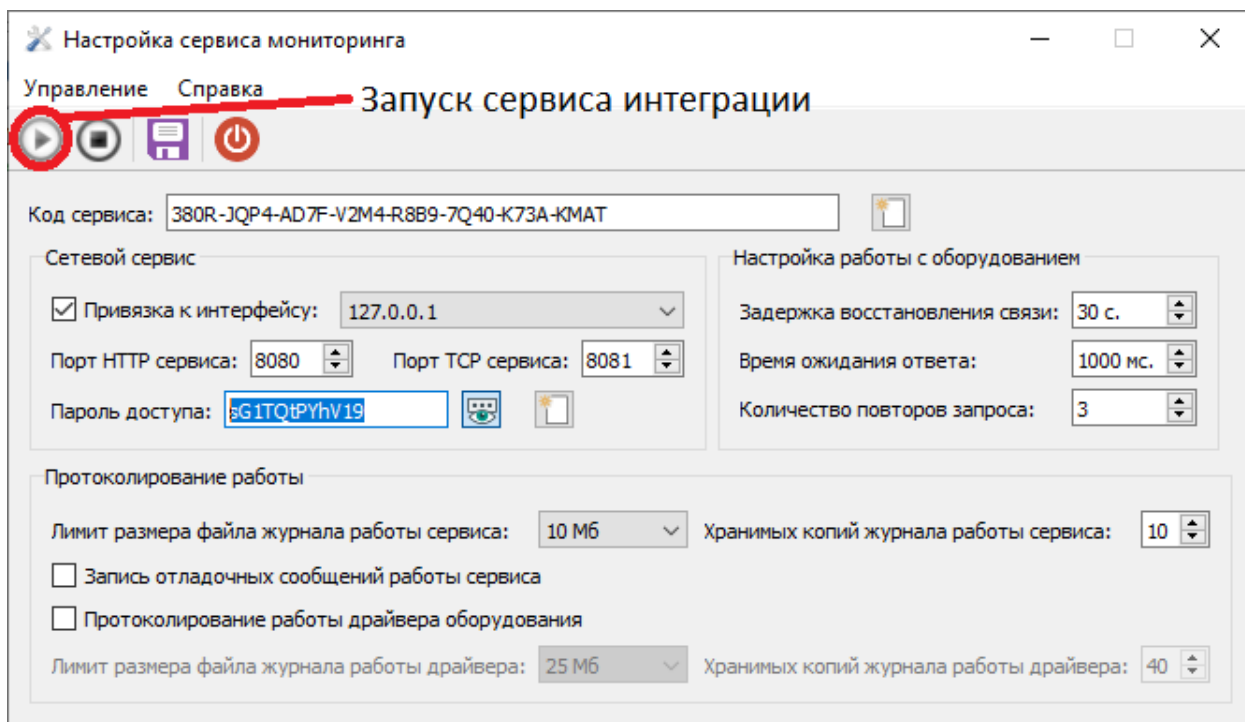 Настройка сервиса мониторинга
Управление Справка
Запуск сервиса интеграции
Код сервиса: 380R-JQP4-AD7F-V2M4-R8B9-7Q40-K73A-KMAT
Сетевой сервис
Настройка работы с оборудованием
Привязка к интерфейсу: 127.0.0.1
Задержка восстановления связи: 30 с.
Порт HTTP сервиса: 8080 Порт TCP сервиса: 8081
Время ожидания ответа: 1000 мс.
Пароль доступа: sG1TQtPYhV19
Количество повторов запроса: 3
Протоколирование работы
Лимит размера файла журнала работы сервиса: 10 Мб Хранимых копий журнала работы сервиса: 10
Запись отладочных сообщений работы сервиса
Протоколирование работы драйвера оборудования
Лимит размера файла журнала работы драйвера: 25 Мб Хранимых копий журнала работы драйвера: 40